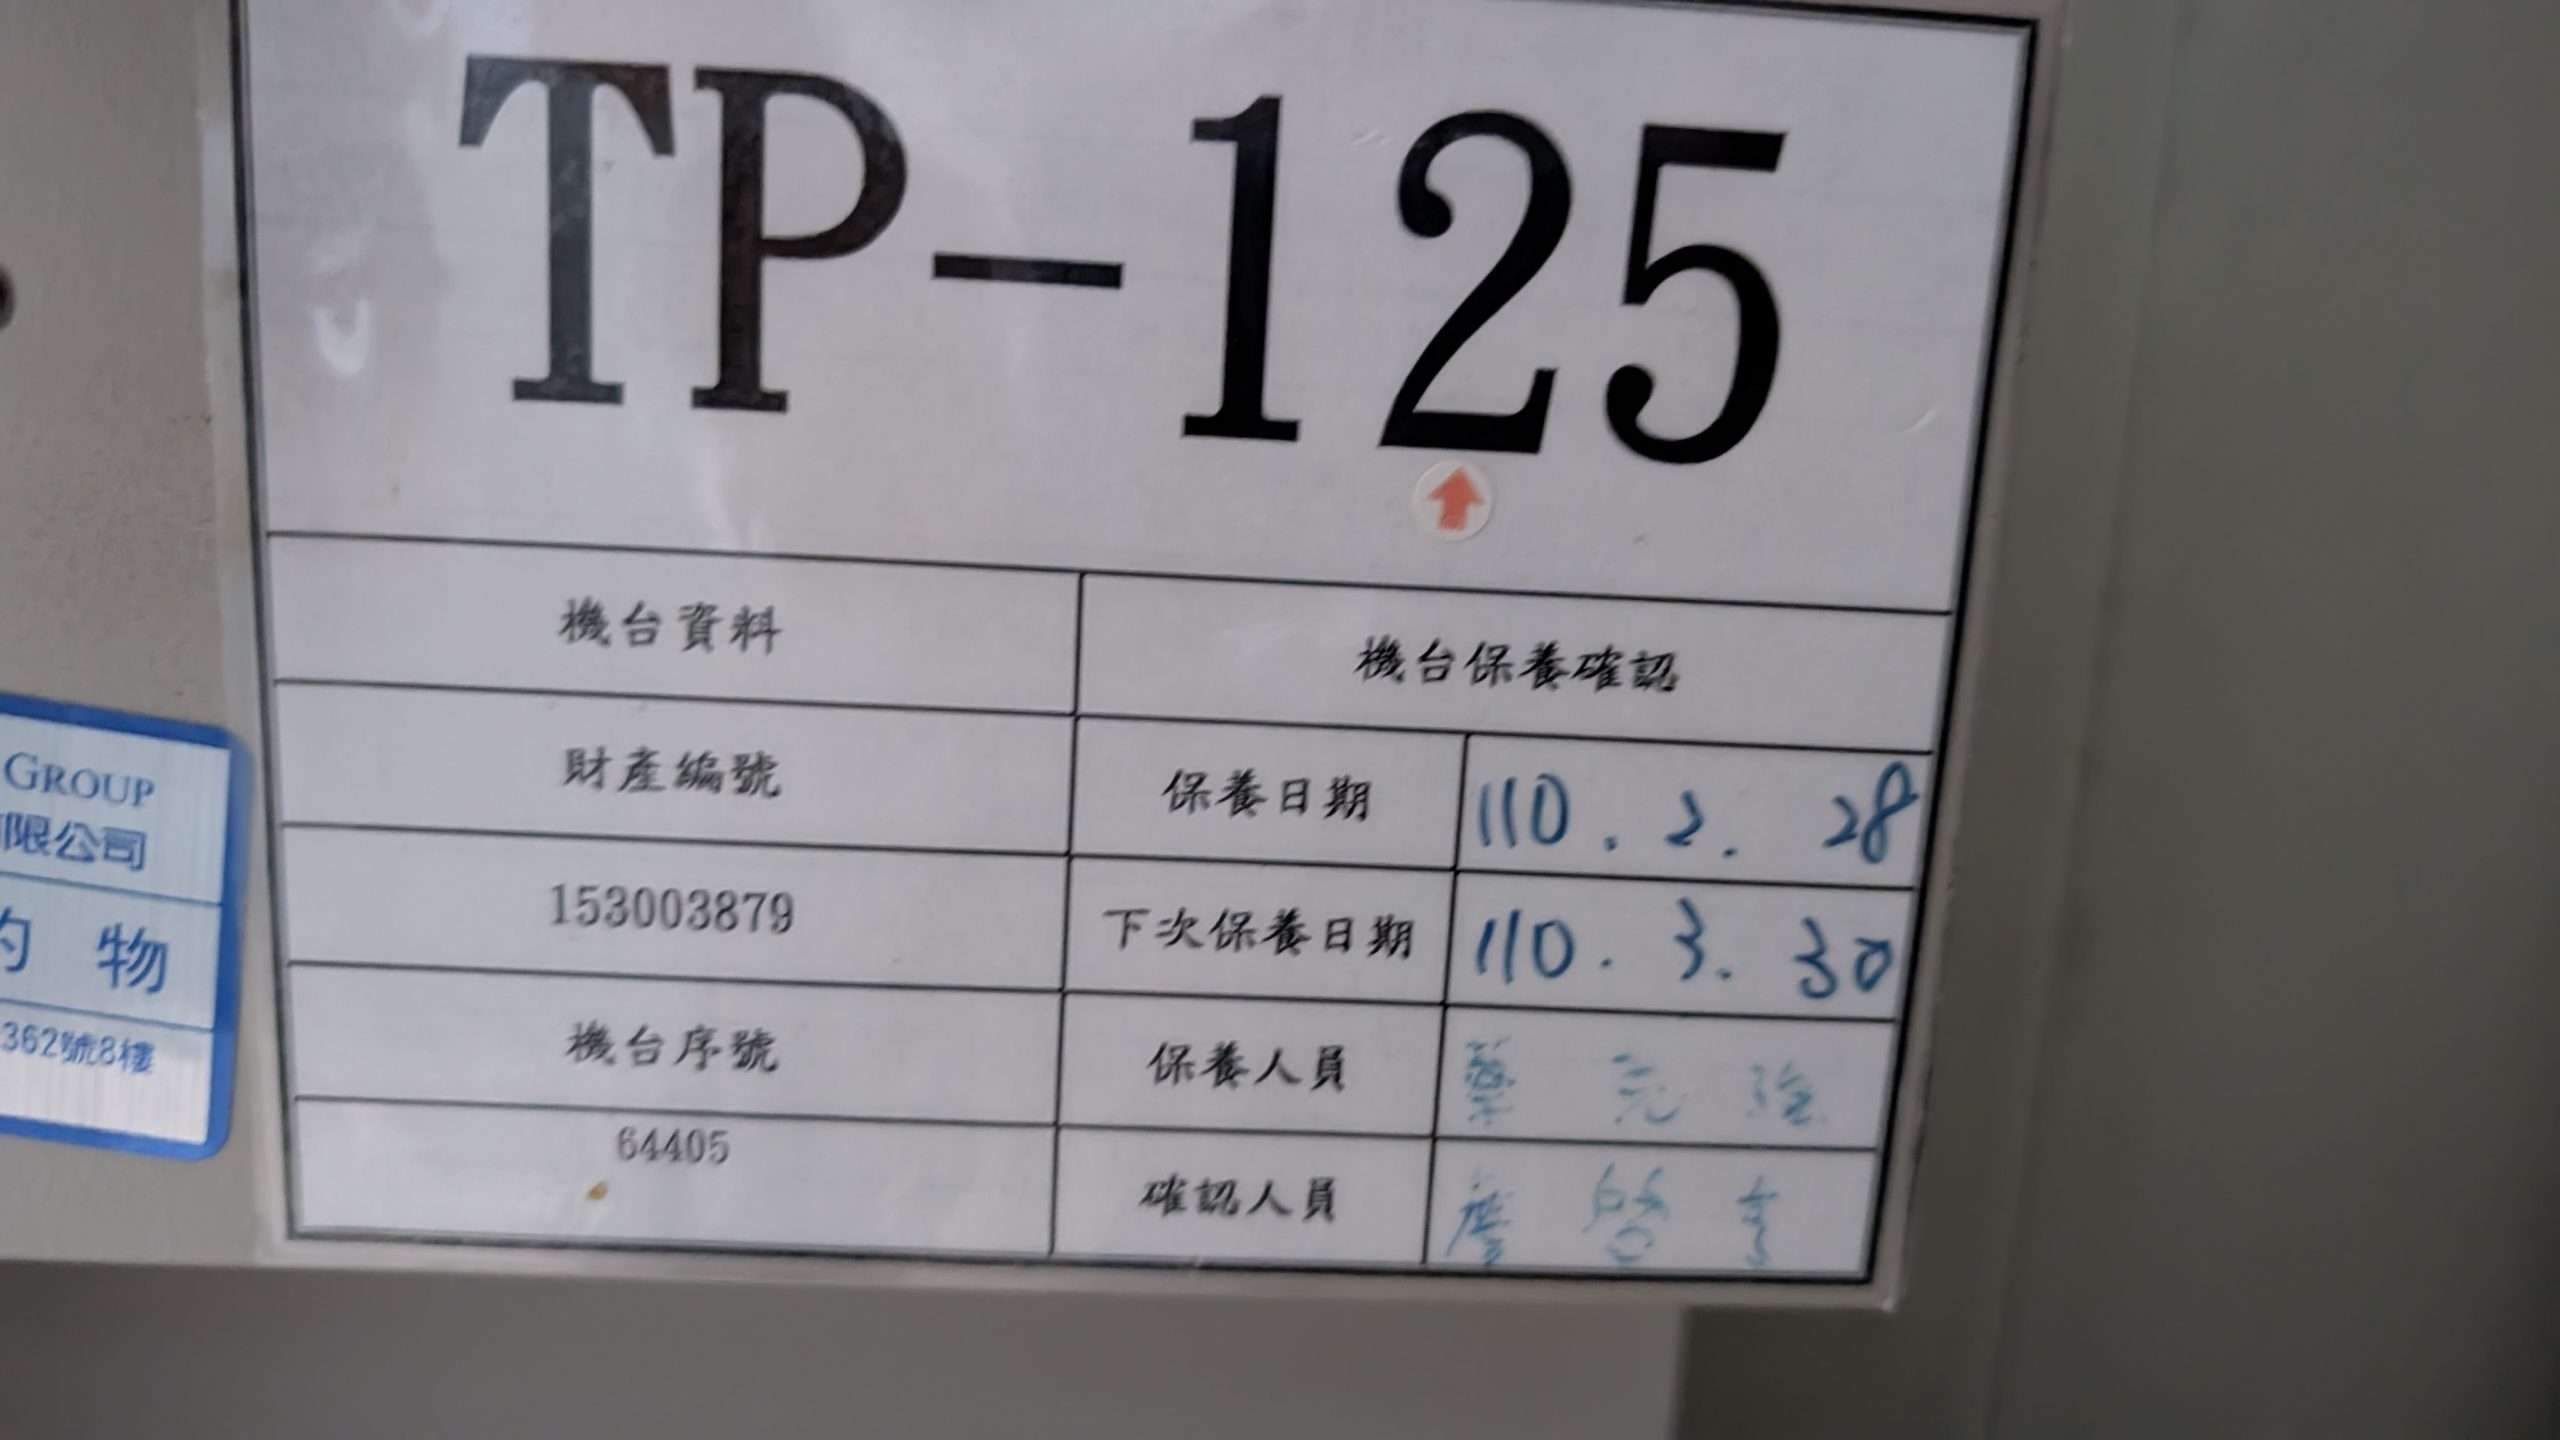 TP-125
機台資料
機台保養確認
財產編號
保養日期
110.2.28
153003879
下次保養日期
110.3.30
機台序號
保養人員
64405
確認人員
GROUP
限公司
物
362號8樓